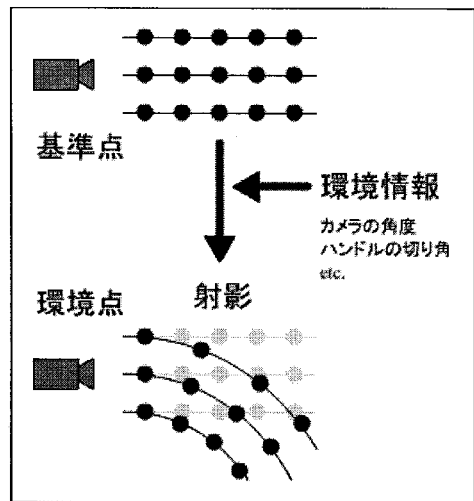 基準点
環境情報
カメラの角度
ハンドルの切り角
etc.
射影
環境点